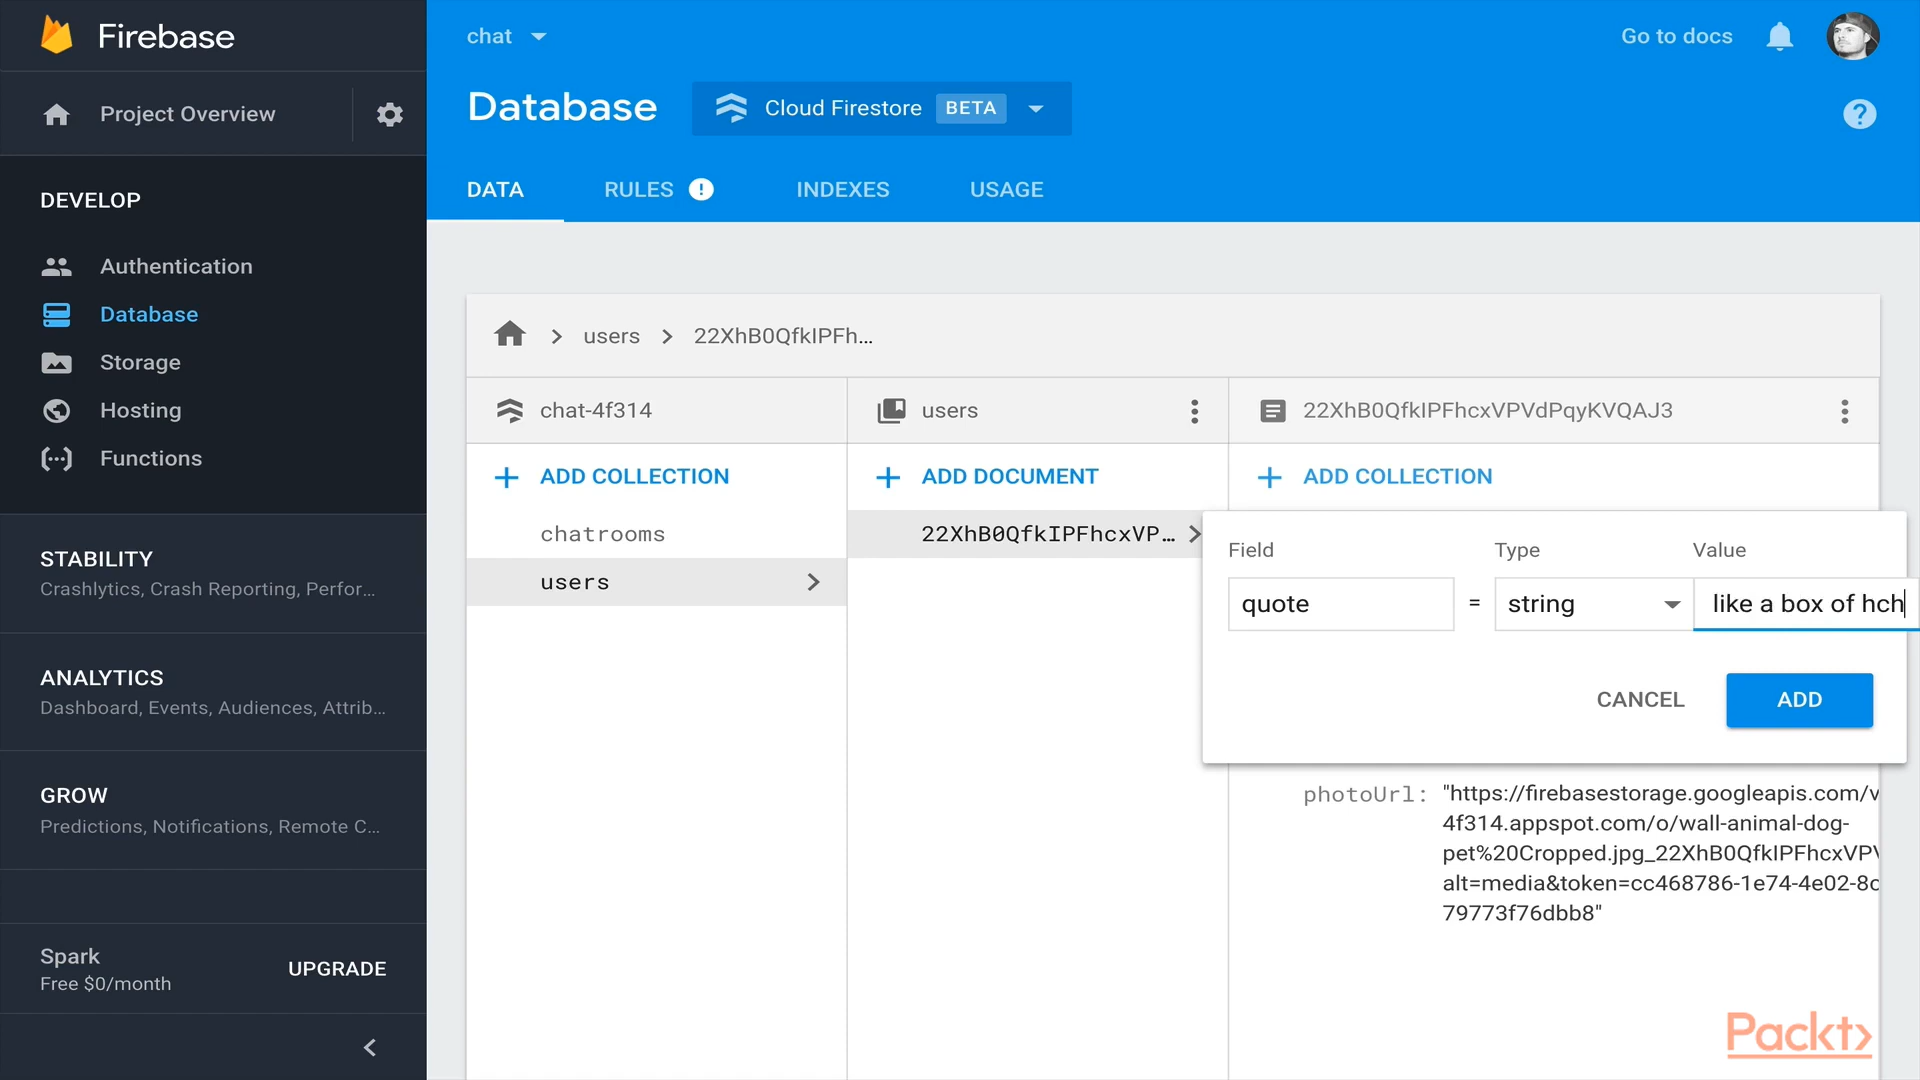 Firebase
chat
Go to docs
Project Overview
Database
Cloud Firestore BETA
?
DATA
RULES !
INDEXES
USAGE
DEVELOP
Authentication
Database
Storage
Hosting
Functions
STABILITY
Crashlytics, Crash Reporting, Perfor...
ANALYTICS
Dashboard, Events, Audiences, Attrib...
GROW
Predictions, Notifications, Remote C...
Spark
Free $0/month
UPGRADE
users
22XhB0QfkIPFh...
chat-4f314
users
22XhB0QfkIPFhcxVPVdPqyKVQAJ3
ADD COLLECTION
ADD DOCUMENT
ADD COLLECTION
chatrooms
users
22XhB0QfkIPFhcxVP...
Field
Type
Value
quote = string like a box of hch
CANCEL
ADD
photoUrl: "https://firebasestorage.googleapis.com/v
4f314.appspot.com/o/wall-animal-dog-
pet%20Cropped.jpg_22XhB0QfkIPFhcxVPV
alt=media&token=cc468786-1e74-4e02-8c
79773f76dbb8"
Packt